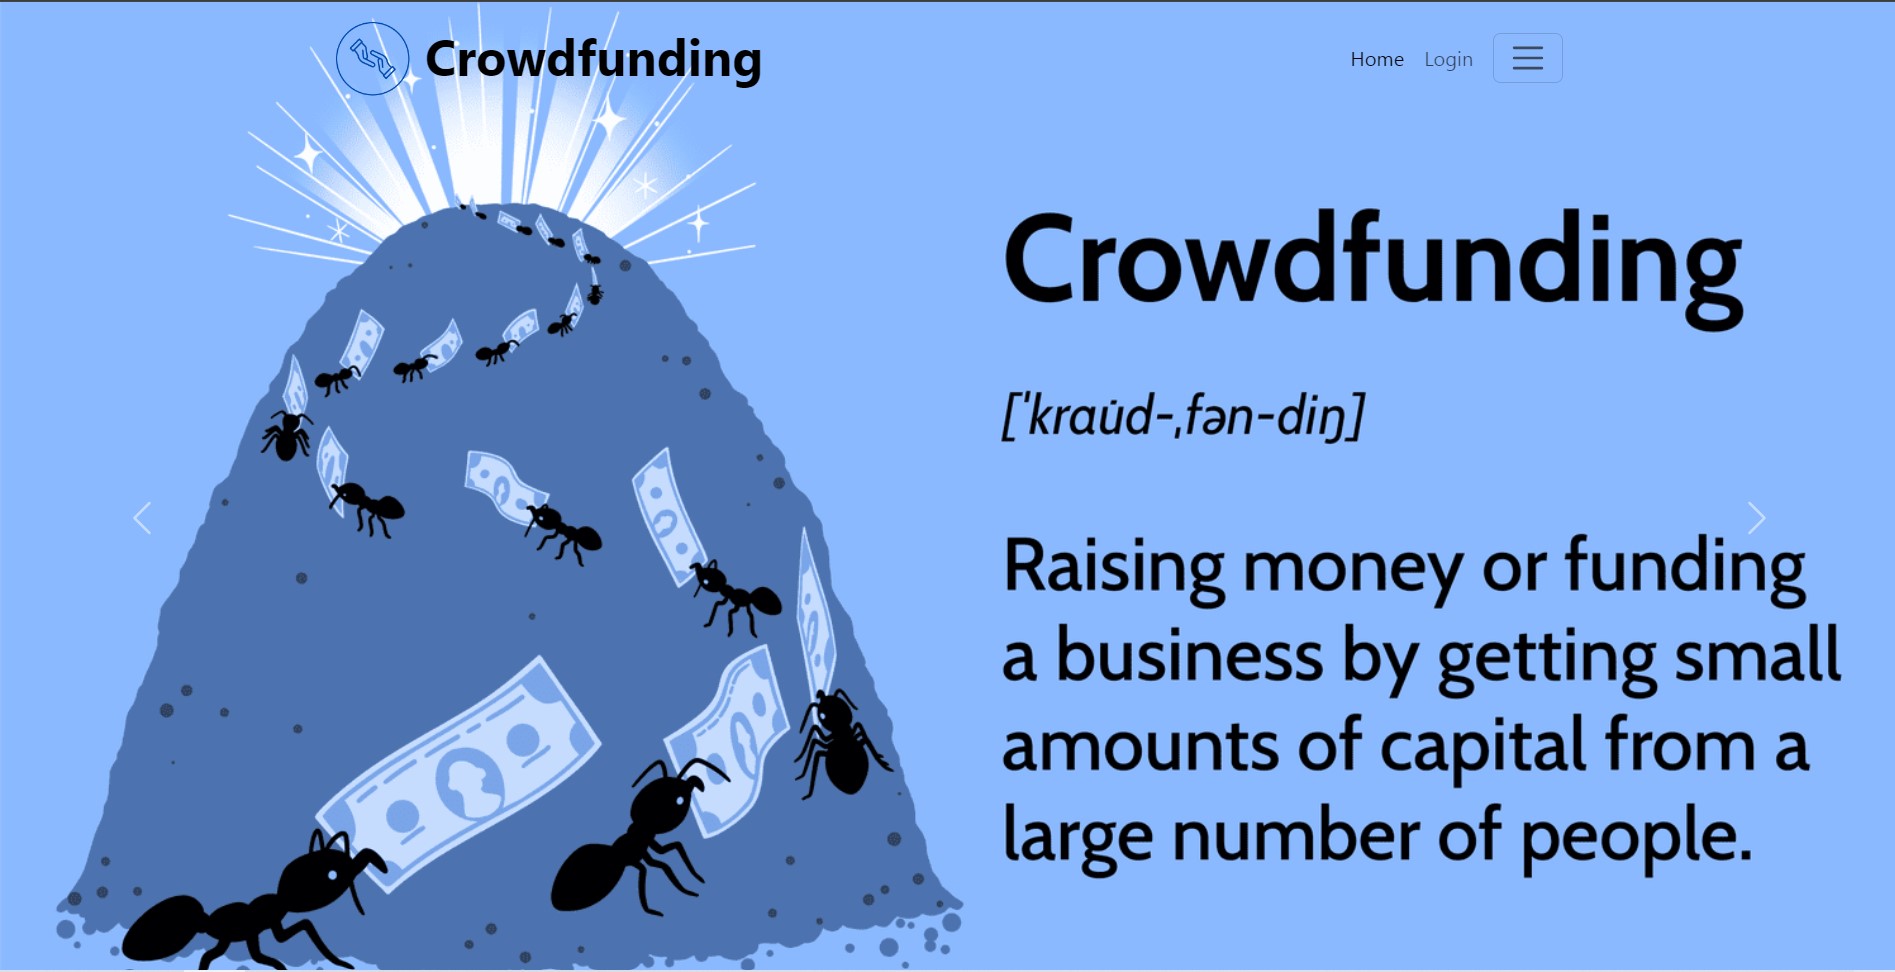 Crowdfunding
Home Login
Crowdfunding
[ˈkrau̇d-ˌfən-diŋ]
Raising money or funding
a business by getting small
amounts of capital from a
large number of people.